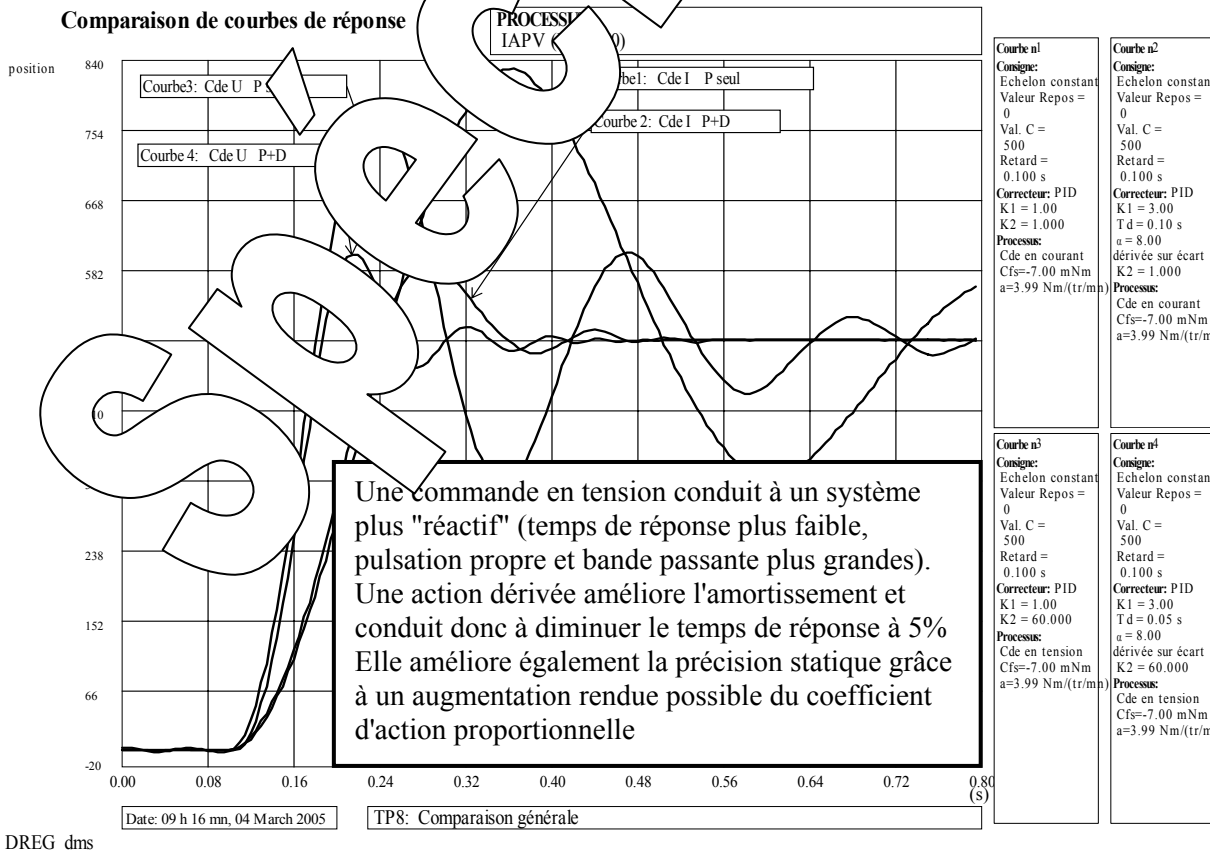 Comparaison de courbes de réponse
IAPV
position
840
754
668
582
238
152
66
-20
0.00 0.08 0.16 0.24 0.32 0.40 0.48 0.56 0.64 0.72 0.80
(s)
Courbe3: Cde U P
Courbe 4: Cde U P+D
P seul
Courbe 2: Cde I P+D
Spé
Une commande en tension conduit à un système
plus "réactif" (temps de réponse plus faible,
pulsation propre et bande passante plus grandes).
Une action dérivée améliore l'amortissement et
conduit donc à diminuer le temps de réponse à 5%
Elle améliore également la précision statique grâce
à un augmentation rendue possible du coefficient
d'action proportionnelle
Courbe n1
Consigne:
Echelon constant
Valeur Repos =
0
Val. C =
500
Retard =
0.100 s
Correcteur: PID
K1 = 1.00
K2 = 1.000
Processus:
Cde en courant
Cfs=-7.00 mNm
a=3.99 Nm/(tr/mn)
Courbe n2
Consigne:
Echelon constan
Valeur Repos =
0
Val. C =
500
Retard =
0.100 s
Correcteur: PID
K1 = 3.00
Td = 0.10 s
α = 8.00
dérivée sur écart
K2 = 1.000
Processus:
Cde en courant
Cfs=-7.00 mNm
a=3.99 Nm/(tr/m
Courbe n3
Consigne:
Echelon constant
Valeur Repos =
0
Val. C =
500
Retard =
0.100 s
Correcteur: PID
K1 = 1.00
K2 = 60.000
Processus:
Cde en tension
Cfs=-7.00 mNm
a=3.99 Nm/(tr/mn)
Courbe n4
Consigne:
Echelon constan
Valeur Repos =
0
Val. C =
500
Retard =
0.100 s
Correcteur: PID
K1 = 3.00
Td = 0.05 s
α = 8.00
dérivée sur écart
K2 = 60.000
Processus:
Cde en tension
Cfs=-7.00 mNm
a=3.99 Nm/(tr/m
Date: 09 h 16 mn, 04 March 2005
TP8: Comparaison générale
DREG dms